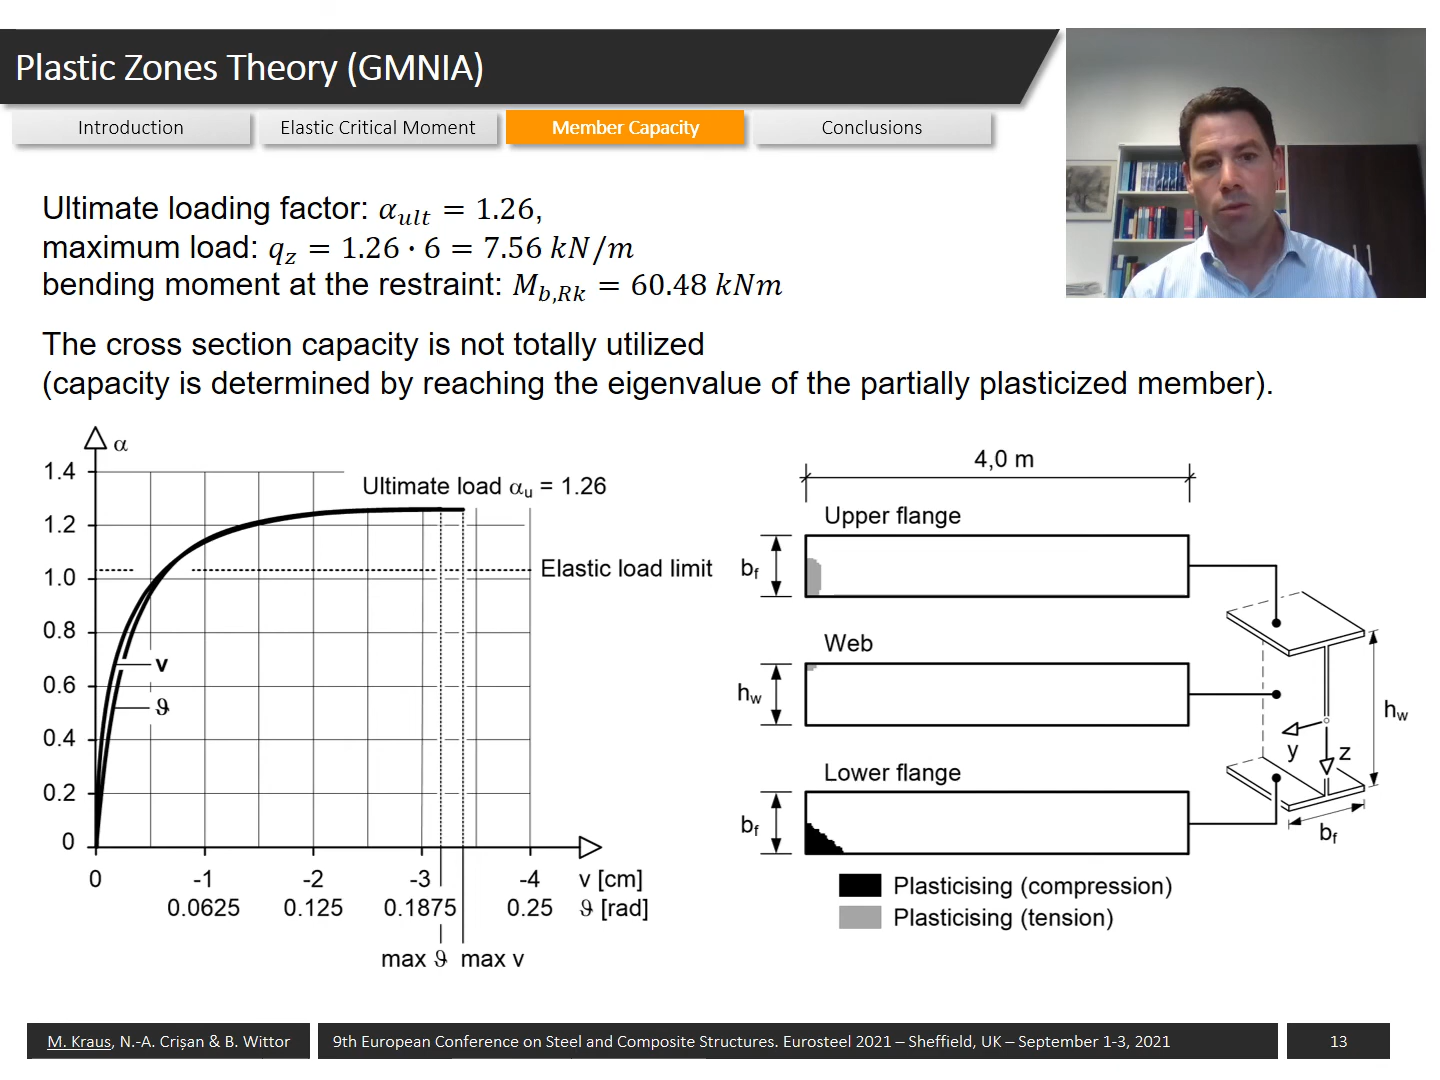 Plastic Zones Theory (GMNIA)
Introduction
Elastic Critical Moment
Member Capacity
Conclusions
Ultimate loading factor: αult = 1.26,
maximum load: qz = 1.26 · 6 = 7.56 kN/m
bending moment at the restraint: Mb,Rk = 60.48 kNm
The cross section capacity is not totally utilized
(capacity is determined by reaching the eigenvalue of the partially plasticized member).
α
1.4
1.2
1.0
0.8
0.6
0.4
0.2
0
Ultimate load αu = 1.26
Elastic load limit
v
ϑ
0 -1 -2 -3 -4 v [cm]
0.0625 0.125 0.1875 0.25 ϑ [rad]
max ϑ max v
4,0 m
Upper flange
bf
Web
hw
Lower flange
bf
y
z
hw
bf
Plasticising (compression)
Plasticising (tension)
M. Kraus, N.-A. Crișan & B. Wittor
9th European Conference on Steel and Composite Structures. Eurosteel 2021 – Sheffield, UK – September 1-3, 2021
13